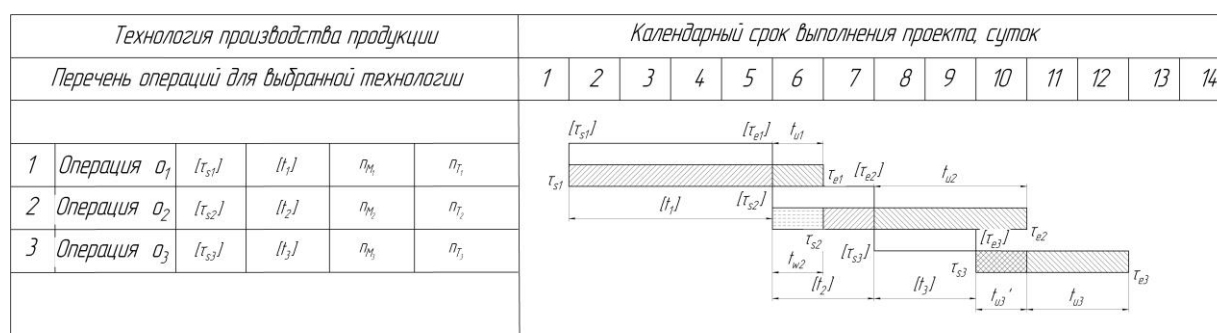 Технология производства продукции
Календарный срок выполнения проекта, суток
Перечень операций для выбранной технологии
1 2 3 4 5 6 7 8 9 10 11 12 13 14
[τs1] [τe1] tu1
1 Операция o1 [τs1] [t1] nM1 nT1
τs1 τe1 [τe2] tu2
[t1] [τs2]
2 Операция o2 [τs2] [t2] nM2 nT2
τs2 [τe3] τe2
3 Операция o3 [τs3] [t3] nM3 nT3
tw2 [τs3] τs3 τe3
[t2] [t3] tu3' tu3